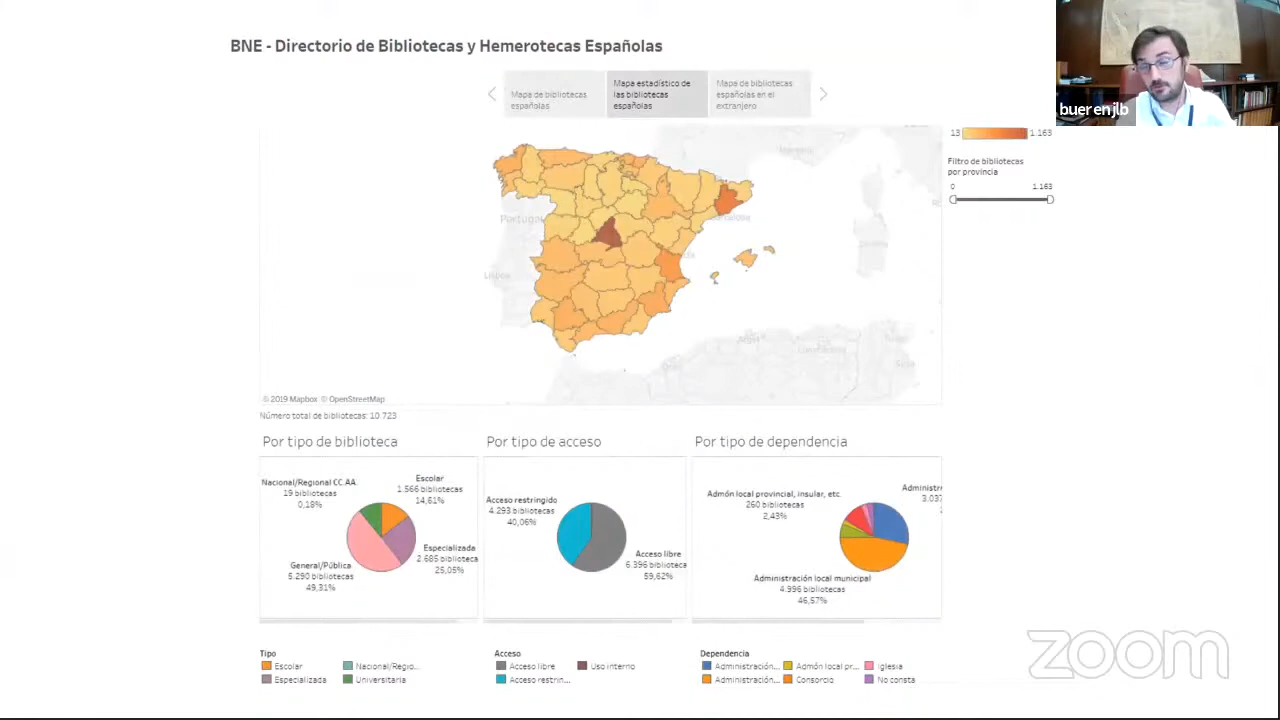 BNE - Directorio de Bibliotecas y Hemerotecas Españolas
Mapa de bibliotecas
españolas
Mapa estadístico de
las bibliotecas
españolas
Mapa de bibliotecas
españolas en el
extranjero
buerenjlb
13
1.163
Filtro de bibliotecas
por provincia
0
1.163
Portugal
Lisboa
Barcelona
© 2019 Mapbox © OpenStreetMap
Número total de bibliotecas: 10.723
Por tipo de biblioteca
Por tipo de acceso
Por tipo de dependencia
Nacional/Regional CC.AA.
19 bibliotecas
0,18%
Escolar
1.566 bibliotecas
14,61%
Especializada
2.685 biblioteca
25,05%
General/Pública
5.290 bibliotecas
49,31%
Acceso restringido
4.293 bibliotecas
40,06%
Acceso libre
6.396 biblioteca
59,62%
Admón local provincial, insular, etc.
260 bibliotecas
2,43%
Administr
3.037
Administración local municipal
4.996 bibliotecas
46,57%
Tipo
Escolar
Nacional/Regio...
Especializada
Universitaria
Acceso
Acceso libre
Uso interno
Acceso restrin...
Dependencia
Administración...
Admón local pr...
Iglesia
Administración...
Consorcio
No consta
zoom